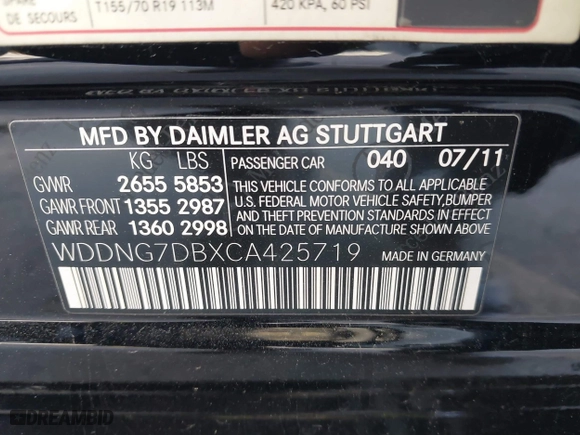 DE SECOURS T155/70 R19 113M 420 KPA, 60 PSI
MFD BY DAIMLER AG STUTTGART
KG LBS PASSENGER CAR 040 07/11
GVWR 2655 5853 THIS VEHICLE CONFORMS TO ALL APPLICABLE
U.S. FEDERAL MOTOR VEHICLE SAFETY,BUMPER
GAWR FRONT 1355 2987 AND THEFT PREVENTION STANDARDS IN EFFECT
GAWR REAR 1360 2998 ON THE DATE OF MANUFACTURE SHOWN ABOVE.
WDDNG7DBXCA425719 MADE IN GERMANY
DREAMBID